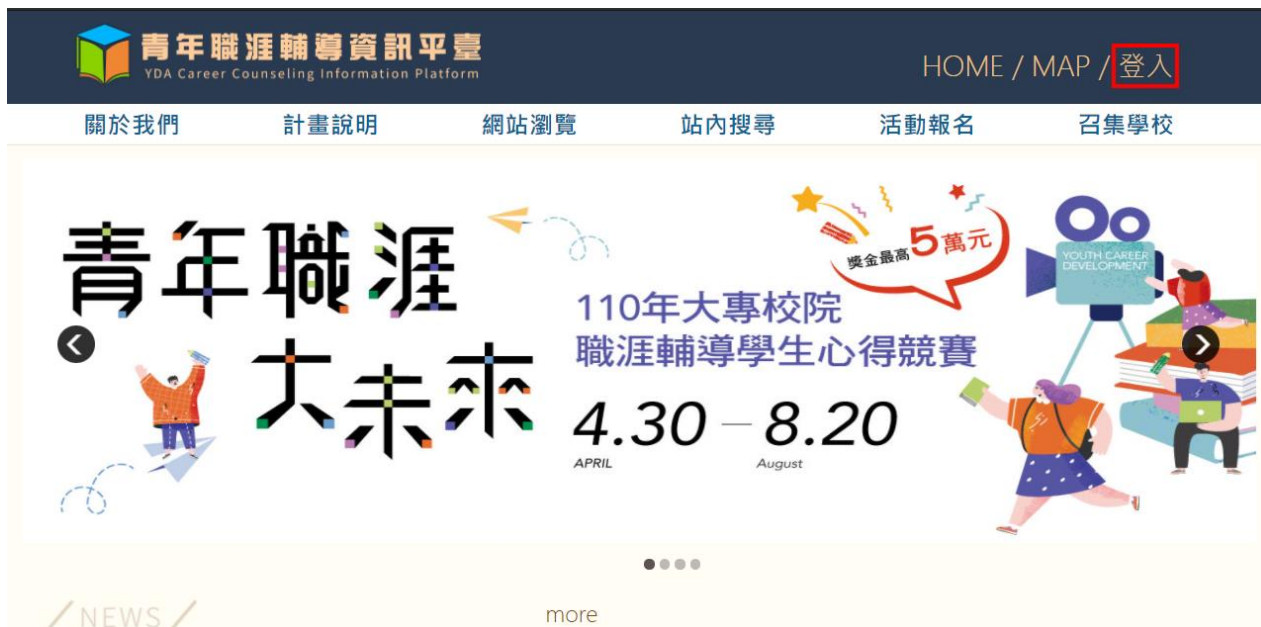 青年職涯輔導資訊平臺
YDA Career Counseling Information Platform
HOME / MAP / 登入
關於我們 計畫說明 網站瀏覽 站內搜尋 活動報名 召集學校
青年職涯
大未來
獎金最高5萬元
110年大專校院
職涯輔導學生心得競賽
4.30 – 8.20
APRIL August
YOUTH CAREER
DEVELOPMENT
NEWS
more